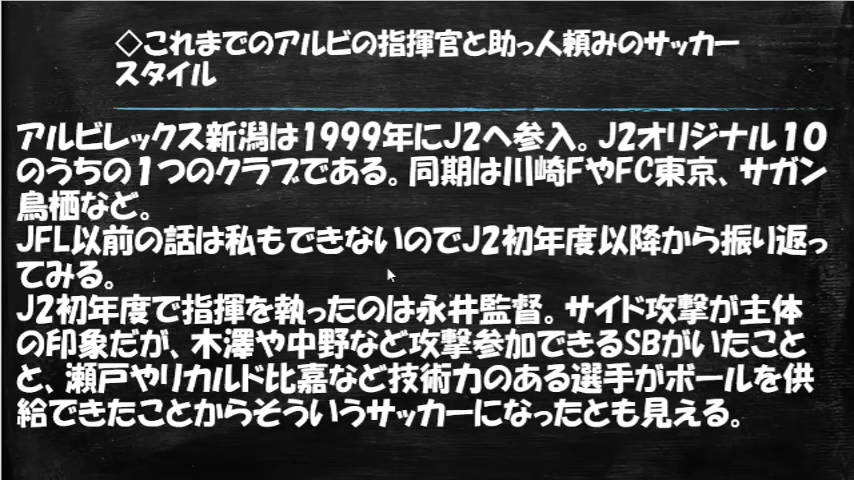 ◇これまでのアルビの指揮官と助っ人頼みのサッカー
スタイル
アルビレックス新潟は1999年にJ2へ参入。J2オリジナル１０
のうちの１つのクラブである。同期は川崎FやFC東京、サガン
鳥栖など。
JFL以前の話は私もできないのでJ2初年度以降から振り返っ
てみる。
J2初年度で指揮を執ったのは永井監督。サイド攻撃が主体
の印象だが、木澤や中野など攻撃参加できるSBがいたこと
と、瀬戸やリカルド比嘉など技術力のある選手がボールを供
給できたことからそういうサッカーになったとも見える。